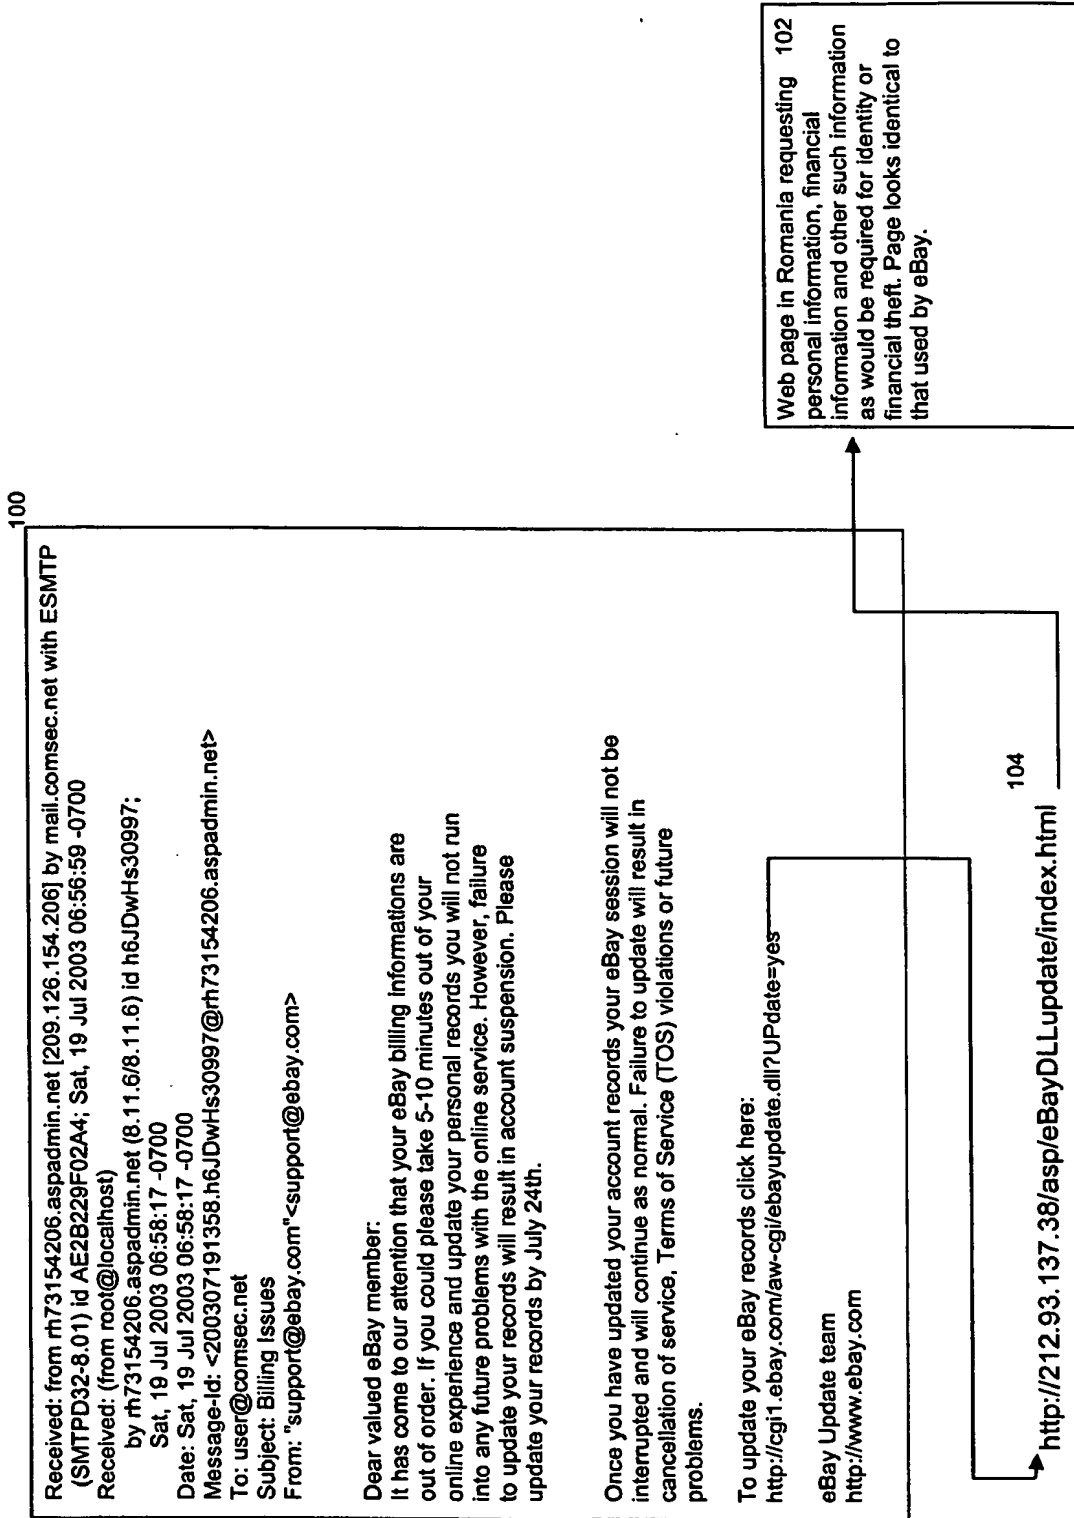 100
Received: from rh73154206.aspadmin.net [209.126.154.206] by mail.comsec.net with ESMTP
(SMTPD32-8.01) id AE2B229F02A4; Sat, 19 Jul 2003 06:56:59 -0700
Received: (from root@localhost)
by rh73154206.aspadmin.net (8.11.6/8.11.6) id h6JDwHs30997;
Sat, 19 Jul 2003 06:58:17 -0700
Date: Sat, 19 Jul 2003 06:58:17 -0700
Message-Id: <200307191358.h6JDwHs30997@rh73154206.aspadmin.net>
To: user@comsec.net
Subject: Billing Issues
From: "support@ebay.com"<support@ebay.com>
Dear valued eBay member:
It has come to our attention that your eBay billing informations are
out of order. If you could please take 5-10 minutes out of your
online experience and update your personal records you will not run
into any future problems with the online service. However, failure
to update your records will result in account suspension. Please
update your records by July 24th.
Once you have updated your account records your eBay session will not be
interrupted and will continue as normal. Failure to update will result in
cancellation of service, Terms of Service (TOS) violations or future
problems.
To update your eBay records click here:
http://cgi1.ebay.com/aw-cgi/ebayupdate.dll?UPdate=yes
eBay Update team
http://www.ebay.com
104
http://212.93.137.38/asp/eBayDLLupdate/index.html
Web page in Romania requesting 102
personal information, financial
information and other such information
as would be required for identity or
financial theft. Page looks identical to
that used by eBay.